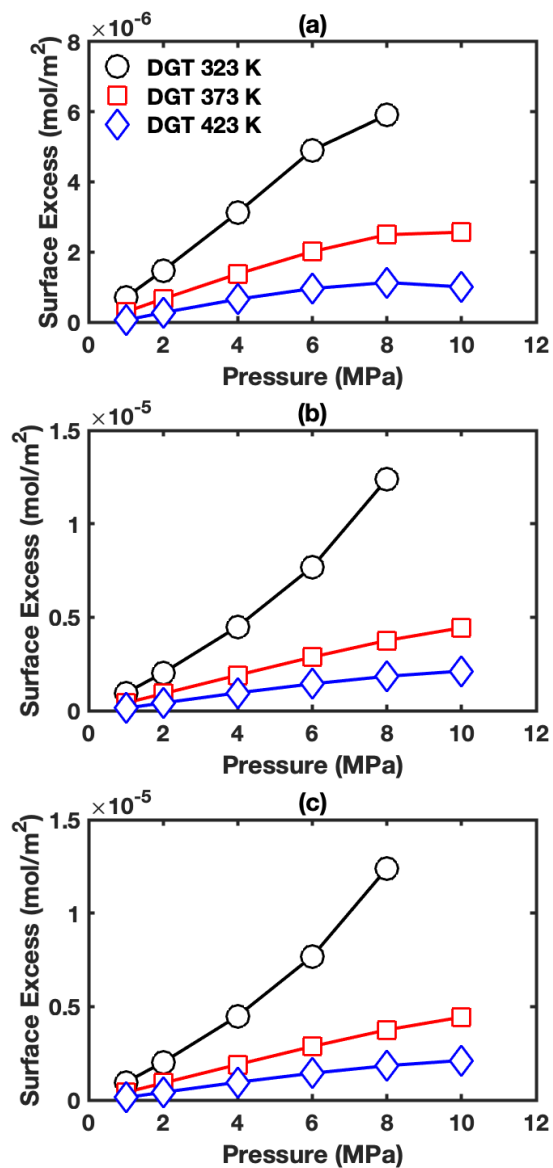 (a)
×10⁻⁶
8
6
4
2
0
DGT 323 K
DGT 373 K
DGT 423 K
Surface Excess (mol/m²)
0 2 4 6 8 10 12
Pressure (MPa)
(b)
×10⁻⁵
1.5
1
0.5
0
Surface Excess (mol/m²)
0 2 4 6 8 10 12
Pressure (MPa)
(c)
×10⁻⁵
1.5
1
0.5
0
Surface Excess (mol/m²)
0 2 4 6 8 10 12
Pressure (MPa)